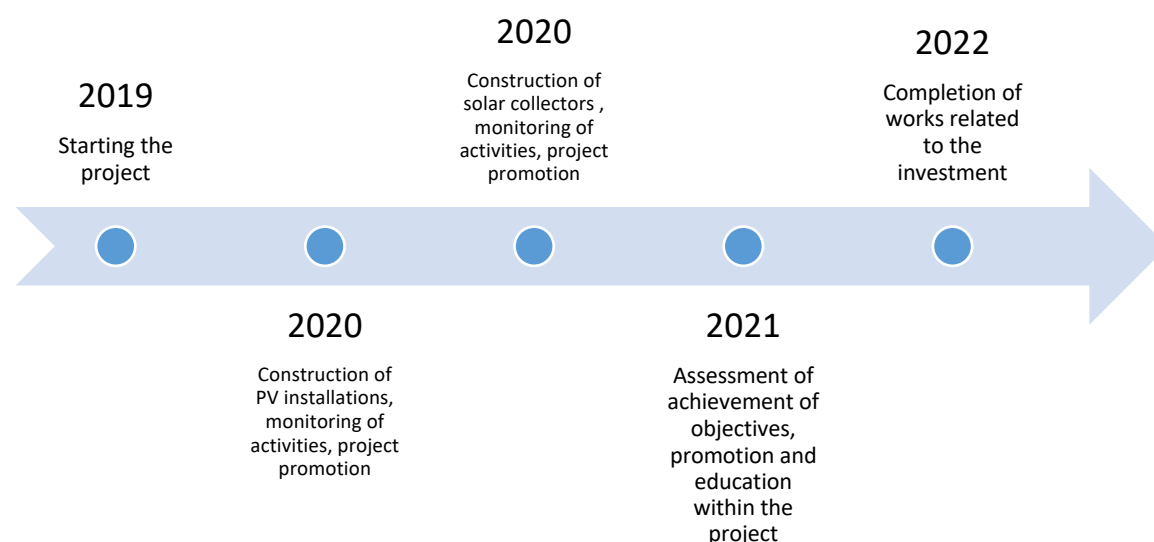 2019
Starting the
project
2020
Construction of
PV installations,
monitoring of
activities, project
promotion
2020
Construction of
solar collectors ,
monitoring of
activities, project
promotion
2021
Assessment of
achievement of
objectives,
promotion and
education
within the
project
2022
Completion of
works related
to the
investment